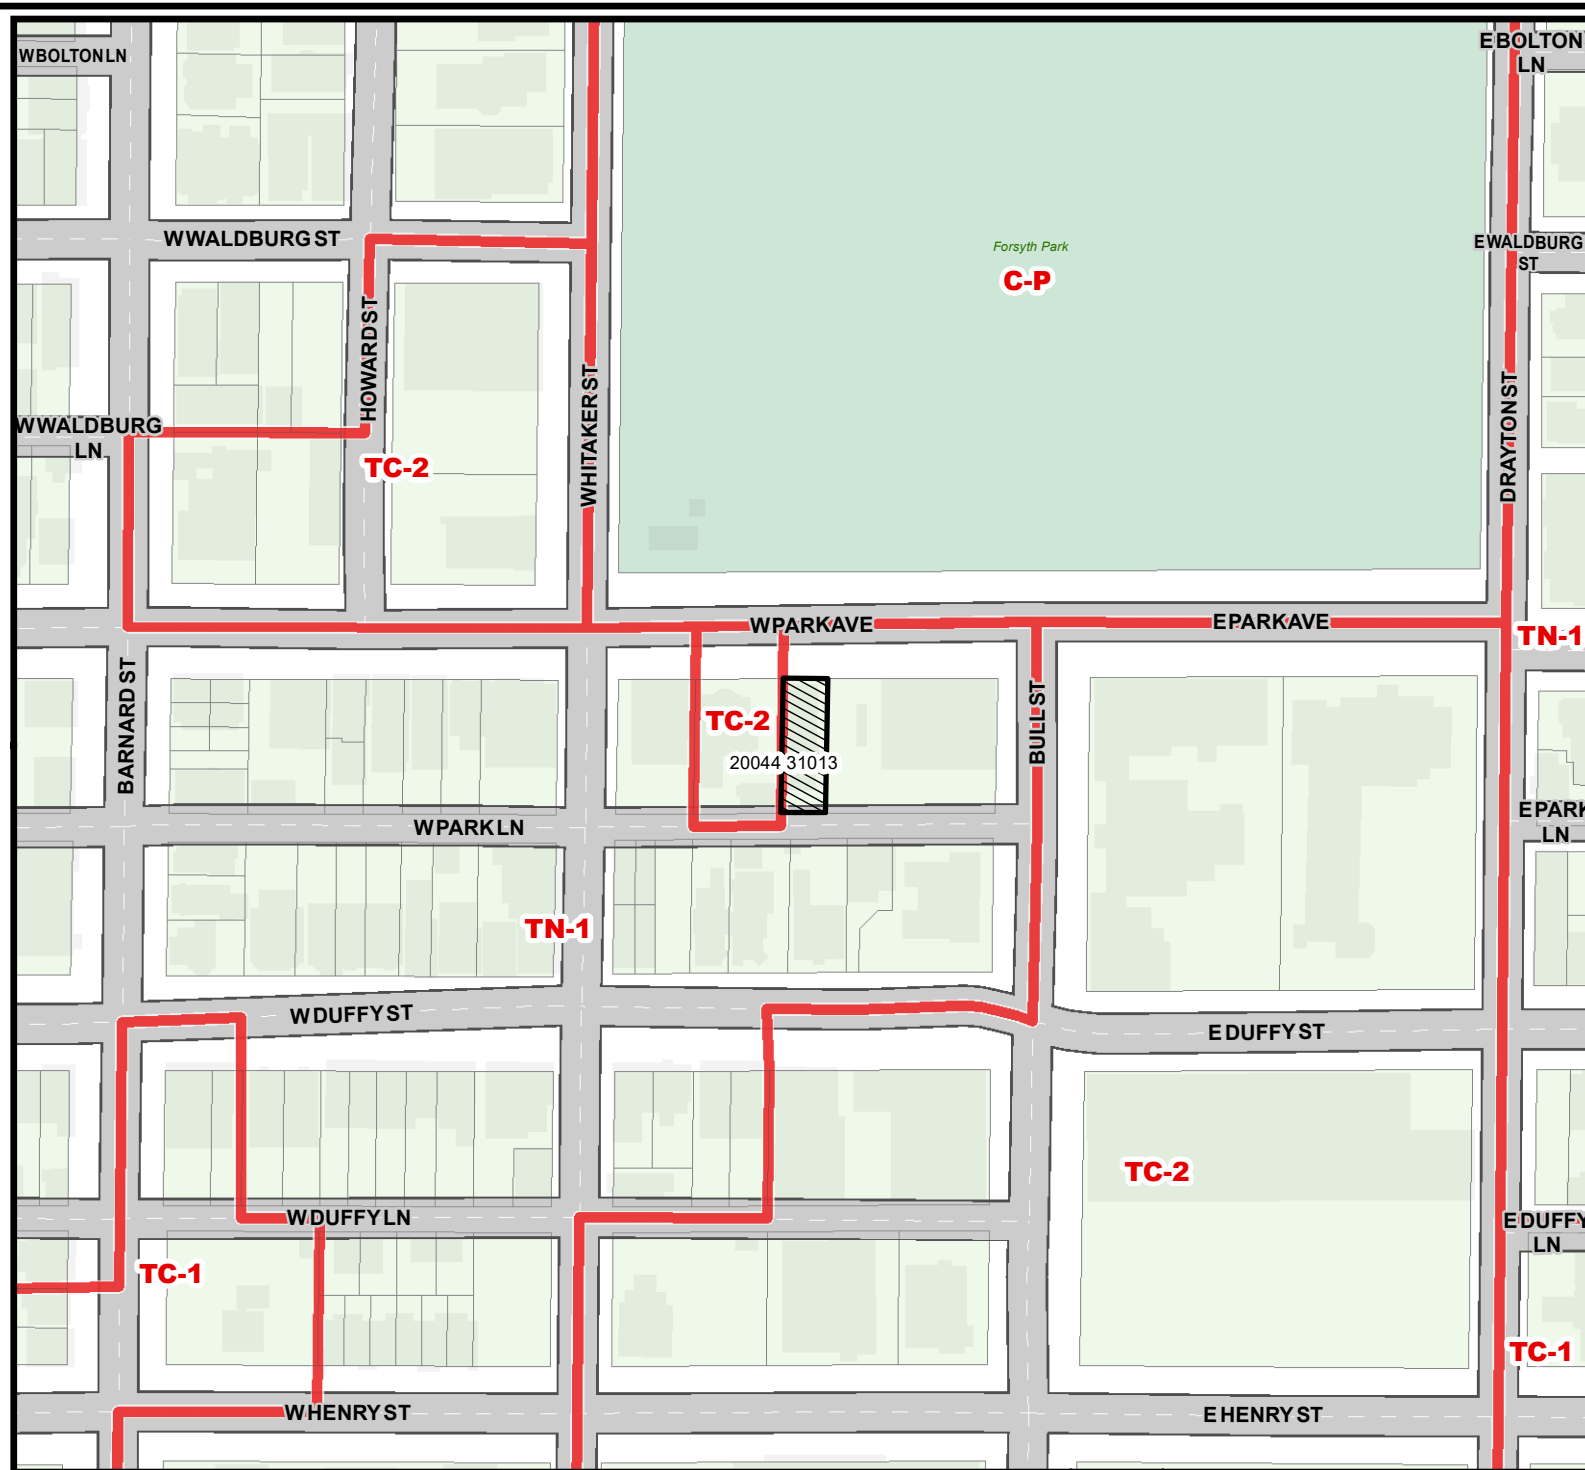 W BOLTON LN
E BOLTON
LN
W WALDBURG ST
E WALDBURG
ST
Forsyth Park
C-P
HOWARD ST
WHITAKER ST
DRAYTON ST
W WALDBURG
LN
TC-2
W PARK AVE
E PARK AVE
TN-1
BARNARD ST
BULL ST
TC-2
20044 31013
W PARK LN
E PARK
LN
TN-1
W DUFFY ST
E DUFFY ST
TC-2
W DUFFY LN
E DUFFY
LN
TC-1
TC-1
W HENRY ST
E HENRY ST